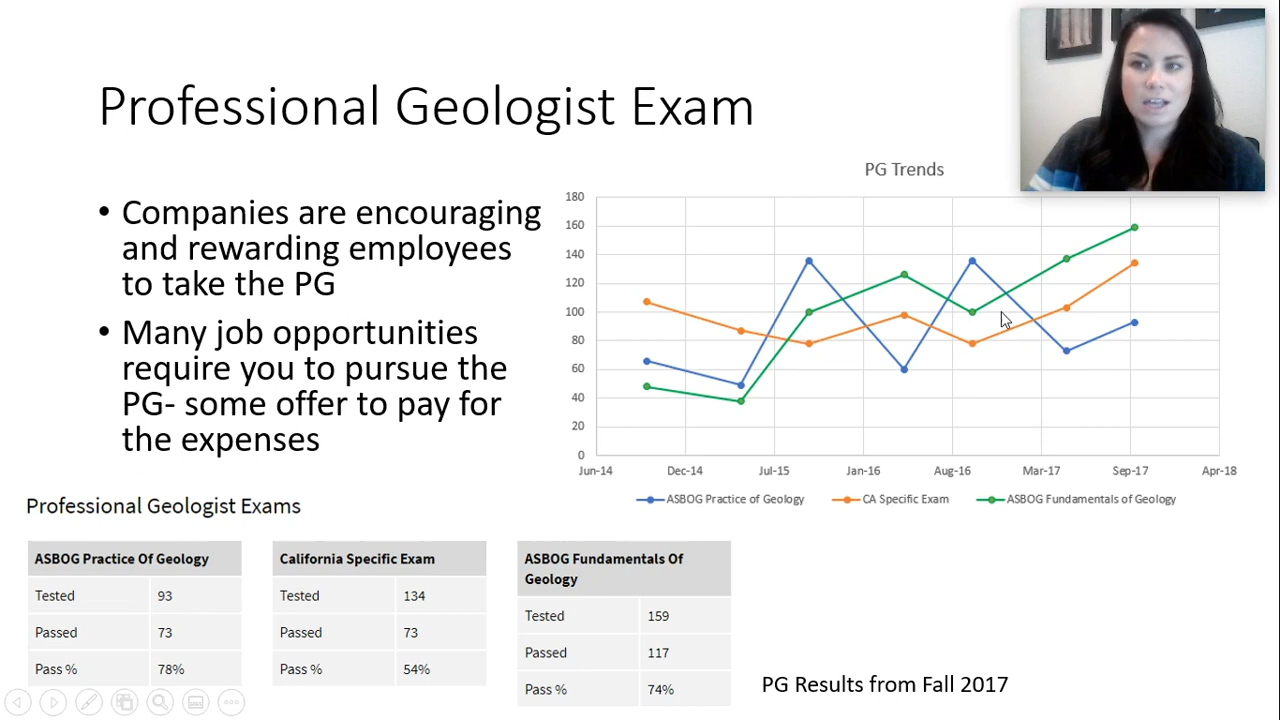 Professional Geologist Exam
• Companies are encouraging
and rewarding employees
to take the PG
• Many job opportunities
require you to pursue the
PG- some offer to pay for
the expenses
PG Trends
180
160
140
120
100
80
60
40
20
0
Jun-14 Dec-14 Jul-15 Jan-16 Aug-16 Mar-17 Sep-17 Apr-18
ASBOG Practice of Geology CA Specific Exam ASBOG Fundamentals of Geology
Professional Geologist Exams
ASBOG Practice Of Geology
Tested 93
Passed 73
Pass % 78%
California Specific Exam
Tested 134
Passed 73
Pass % 54%
ASBOG Fundamentals Of
Geology
Tested 159
Passed 117
Pass % 74%
PG Results from Fall 2017